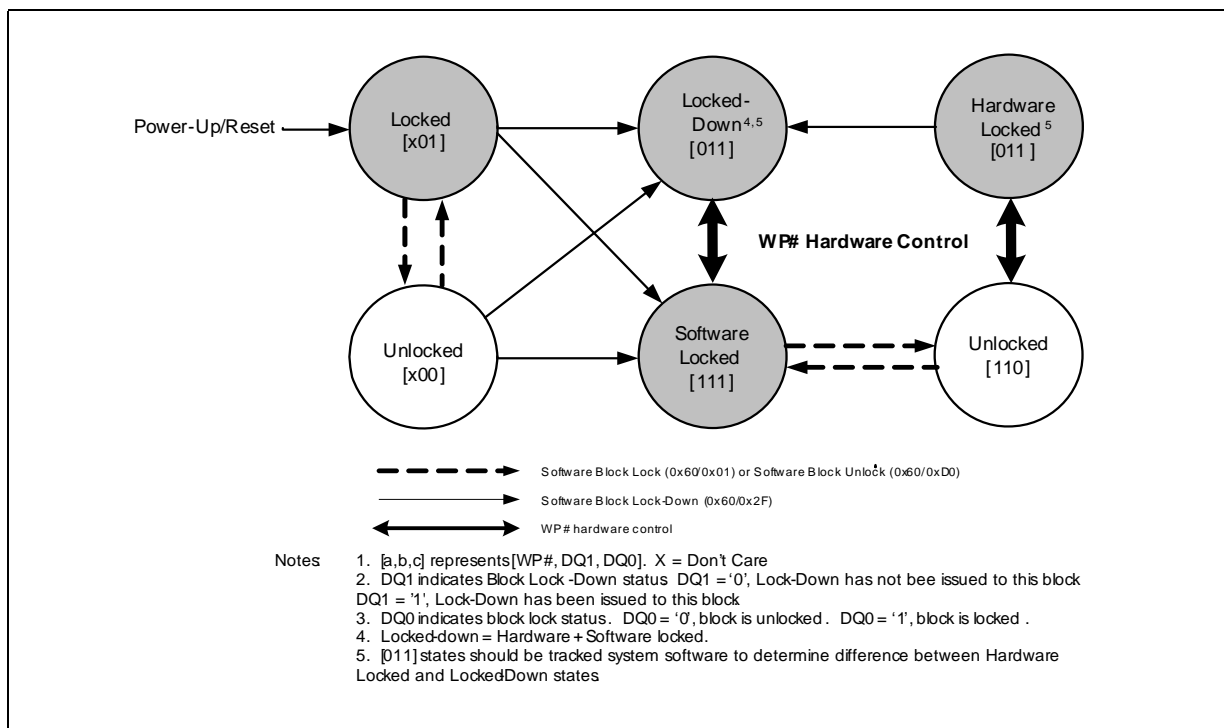 Power-Up/Reset
Locked
[x01]
Locked-
Down4,5
[011]
Hardware
Locked 5
[011]
WP# Hardware Control
Unlocked
[x00]
Software
Locked
[111]
Unlocked
[110]
Software Block Lock (0x60/0x01) or Software Block Unlock (0x60/0xD0)
Software Block Lock-Down (0x60/0x2F)
WP# hardware control
Notes: 1. [a,b,c] represents [WP#, DQ1, DQ0]. X = Don't Care
2. DQ1 indicates Block Lock-Down status. DQ1 = '0', Lock-Down has not bee issued to this block.
DQ1 = '1', Lock-Down has been issued to this block.
3. DQ0 indicates block lock status. DQ0 = '0', block is unlocked. DQ0 = '1', block is locked.
4. Locked-down = Hardware + Software locked.
5. [011] states should be tracked system software to determine difference between Hardware
Locked and Locked-Down states.